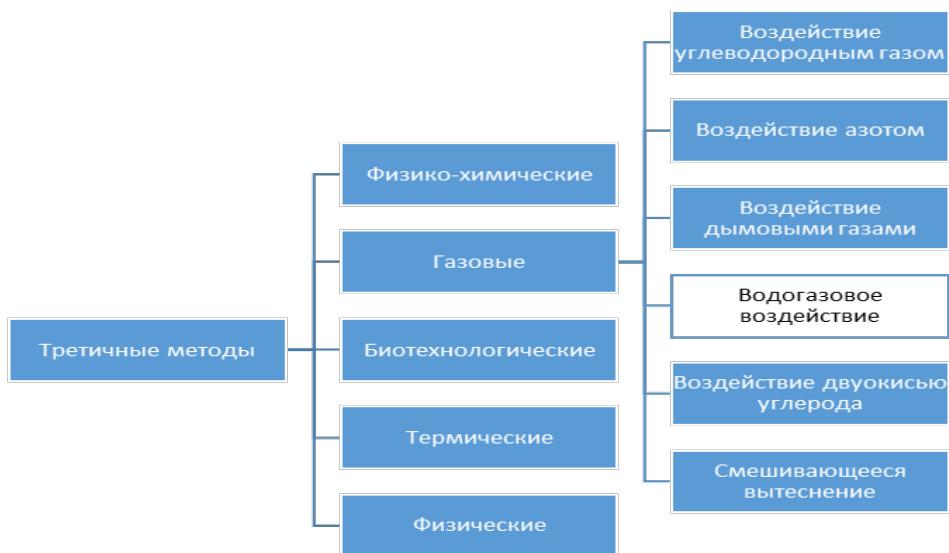 Третичные методы
Физико-химические
Газовые
Биотехнологические
Термические
Физические
Воздействие
углеводородным газом
Воздействие азотом
Воздействие
дымовыми газами
Водогазовое
воздействие
Воздействие двуокисью
углерода
Смешивающееся
вытеснение